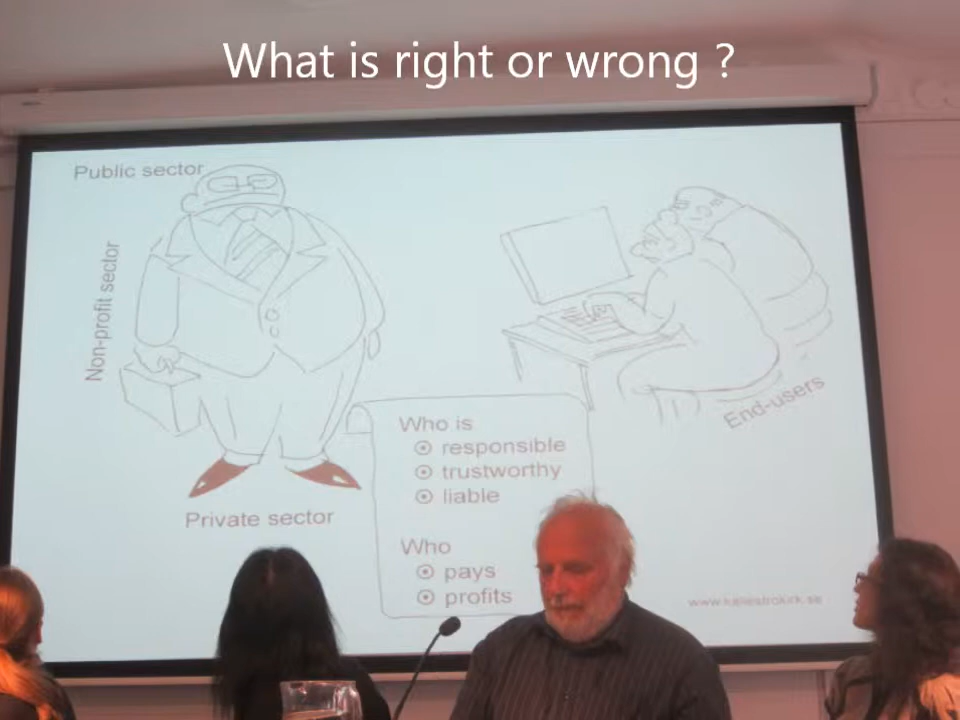 What is right or wrong ?
Public sector
Non-profit sector
Private sector
End-users
Who is
responsible
trustworthy
liable
Who
pays
profits